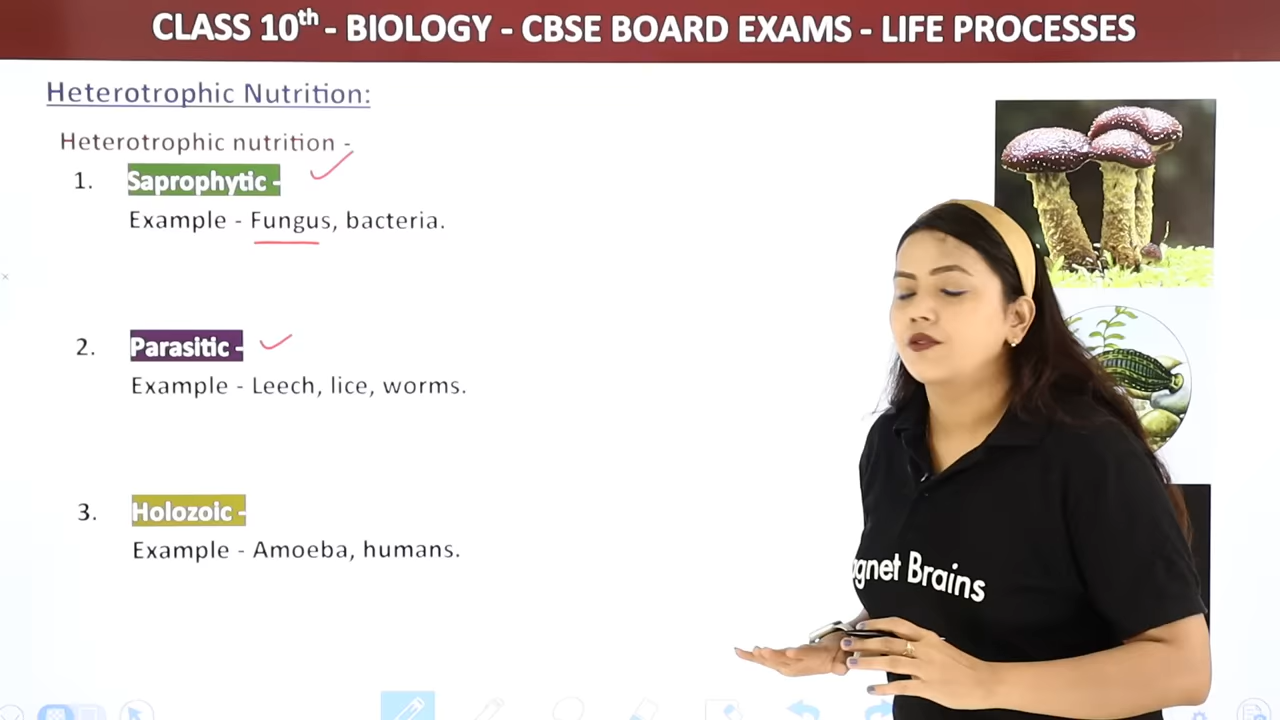 CLASS 10th - BIOLOGY - CBSE BOARD EXAMS - LIFE PROCESSES
Heterotrophic Nutrition:
Heterotrophic nutrition -
1. Saprophytic -
Example - Fungus, bacteria.
2. Parasitic -
Example - Leech, lice, worms.
3. Holozoic -
Example - Amoeba, humans.
Brains